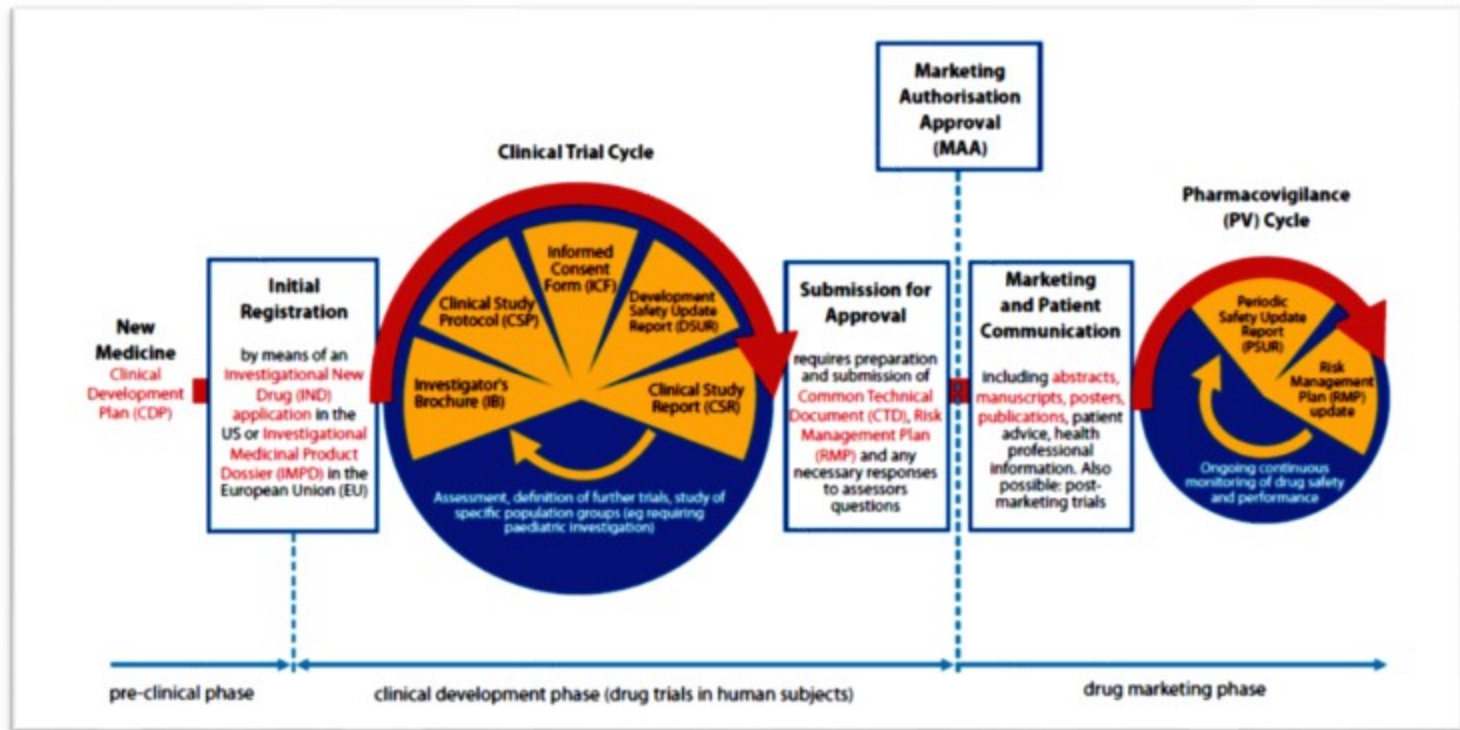 New
Medicine
Clinical
Development
Plan (CDP)
Initial
Registration
by means of an
Investigational New
Drug (IND)
application in the
US or Investigational
Medicinal Product
Dossier (IMPD) in the
European Union (EU)
Clinical Trial Cycle
Investigator's
Brochure (IB)
Clinical Study
Protocol (CSP)
Informed
Consent
Form (ICF)
Development
Safety Update
Report (DSUR)
Clinical Study
Report (CSR)
Assessment, definition of further trials, study of
specific population groups (eg requiring
paediatric investigation)
Submission for
Approval
requires preparation
and submission of
Common Technical
Document (CTD), Risk
Management Plan
(RMP) and any
necessary responses
to assessors
questions
Marketing
Authorisation
Approval
(MAA)
Marketing
and Patient
Communication
including abstracts,
manuscripts, posters,
publications, patient
advice, health
professional
information. Also
possible: post-
marketing trials
Pharmacovigilance
(PV) Cycle
Periodic
Safety Update
Report
(PSUR)
Risk
Management
Plan (RMP)
update
Ongoing continuous
monitoring of drug safety
and performance
pre-clinical phase
clinical development phase (drug trials in human subjects)
drug marketing phase